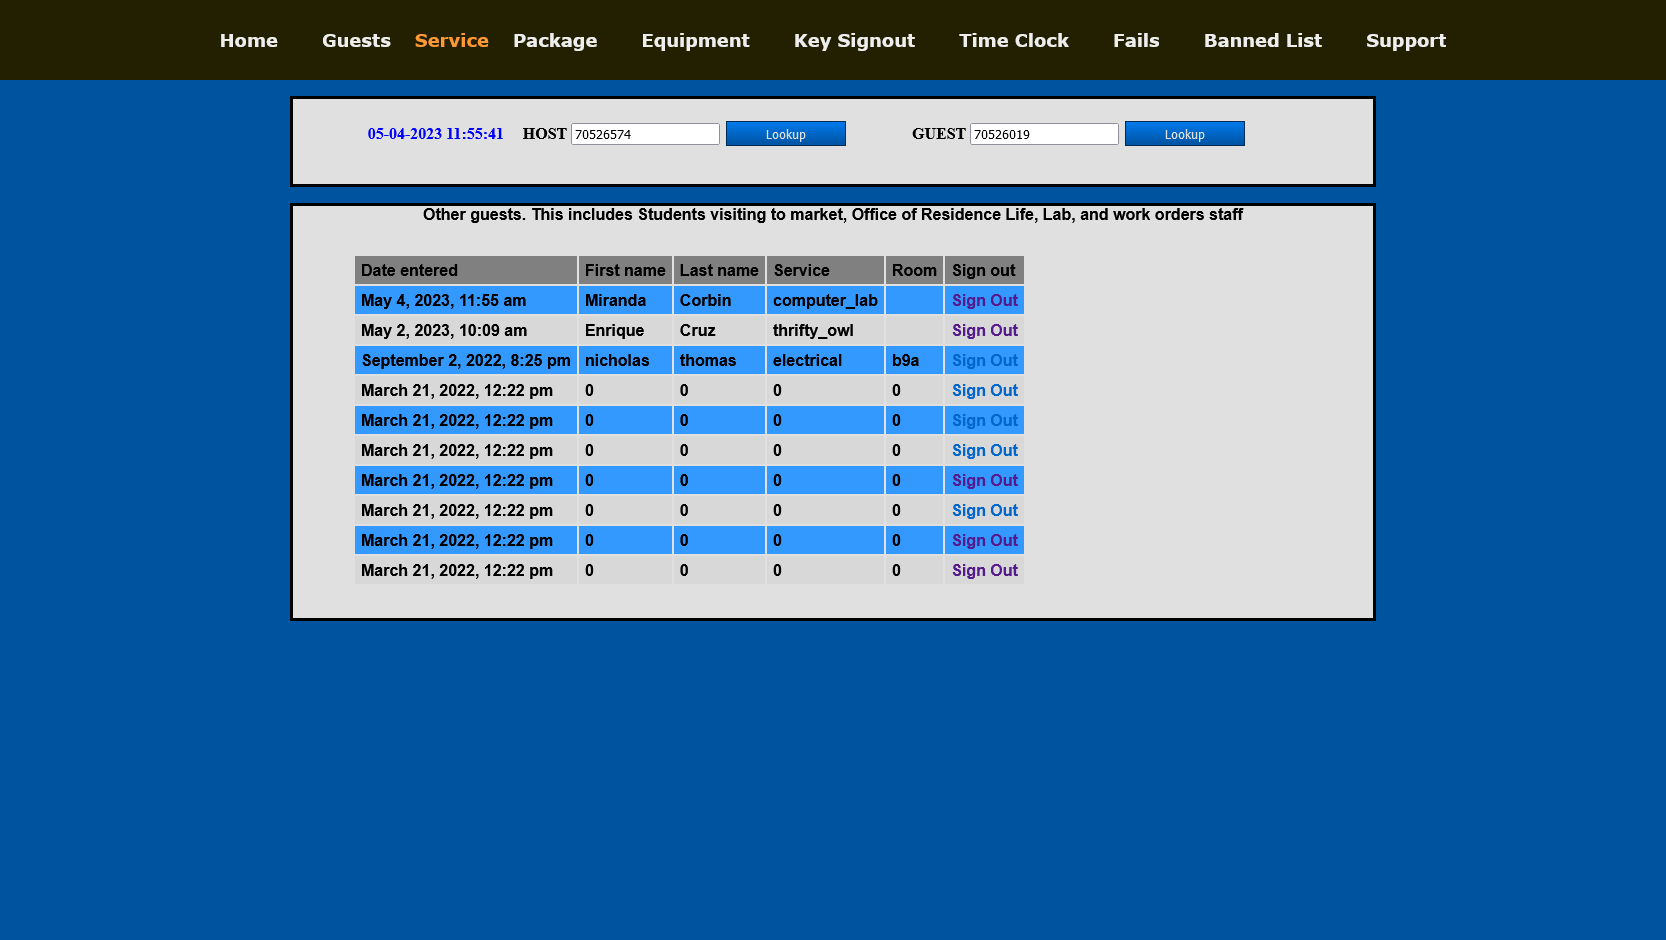 Home Guests Service Package Equipment Key Signout Time Clock Fails Banned List Support
05-04-2023 11:55:41 HOST 70526574 Lookup GUEST 70526019 Lookup
Other guests. This includes Students visiting to market, Office of Residence Life, Lab, and work orders staff
Date entered First name Last name Service Room Sign out
May 4, 2023, 11:55 am Miranda Corbin computer_lab Sign Out
May 2, 2023, 10:09 am Enrique Cruz thrifty_owl Sign Out
September 2, 2022, 8:25 pm nicholas thomas electrical b9a Sign Out
March 21, 2022, 12:22 pm 0 0 0 0 Sign Out
March 21, 2022, 12:22 pm 0 0 0 0 Sign Out
March 21, 2022, 12:22 pm 0 0 0 0 Sign Out
March 21, 2022, 12:22 pm 0 0 0 0 Sign Out
March 21, 2022, 12:22 pm 0 0 0 0 Sign Out
March 21, 2022, 12:22 pm 0 0 0 0 Sign Out
March 21, 2022, 12:22 pm 0 0 0 0 Sign Out